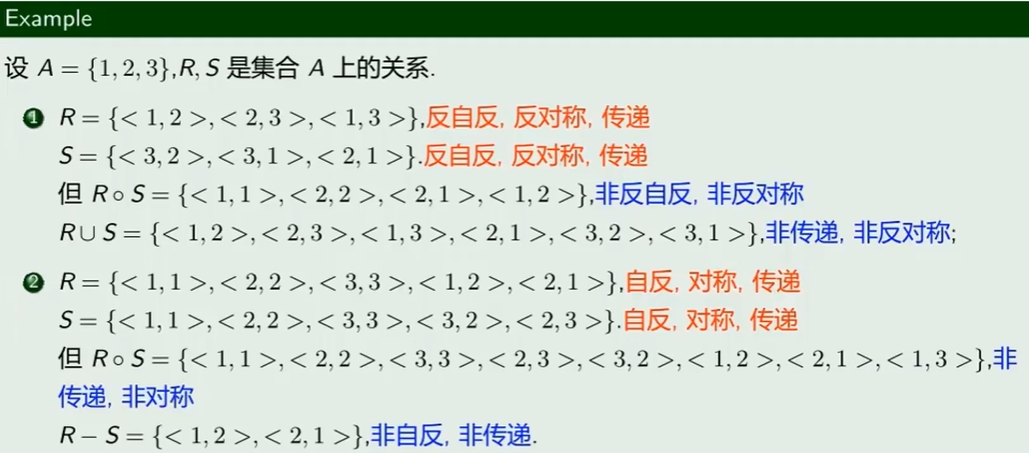 Example
设 A = {1, 2, 3},R, S 是集合 A 上的关系.
1 R = {< 1, 2 >, < 2, 3 >, < 1, 3 >},反自反, 反对称, 传递
S = {< 3, 2 >, < 3, 1 >, < 2, 1 >}.反自反, 反对称, 传递
但 R ∘ S = {< 1, 1 >, < 2, 2 >, < 2, 1 >, < 1, 2 >},非反自反, 非反对称
R ∪ S = {< 1, 2 >, < 2, 3 >, < 1, 3 >, < 2, 1 >, < 3, 2 >, < 3, 1 >},非传递, 非反对称;
2 R = {< 1, 1 >, < 2, 2 >, < 3, 3 >, < 1, 2 >, < 2, 1 >},自反, 对称, 传递
S = {< 1, 1 >, < 2, 2 >, < 3, 3 >, < 3, 2 >, < 2, 3 >}.自反, 对称, 传递
但 R ∘ S = {< 1, 1 >, < 2, 2 >, < 3, 3 >, < 2, 3 >, < 3, 2 >, < 1, 2 >, < 2, 1 >, < 1, 3 >},非
传递, 非对称
R − S = {< 1, 2 >, < 2, 1 >},非自反, 非传递.